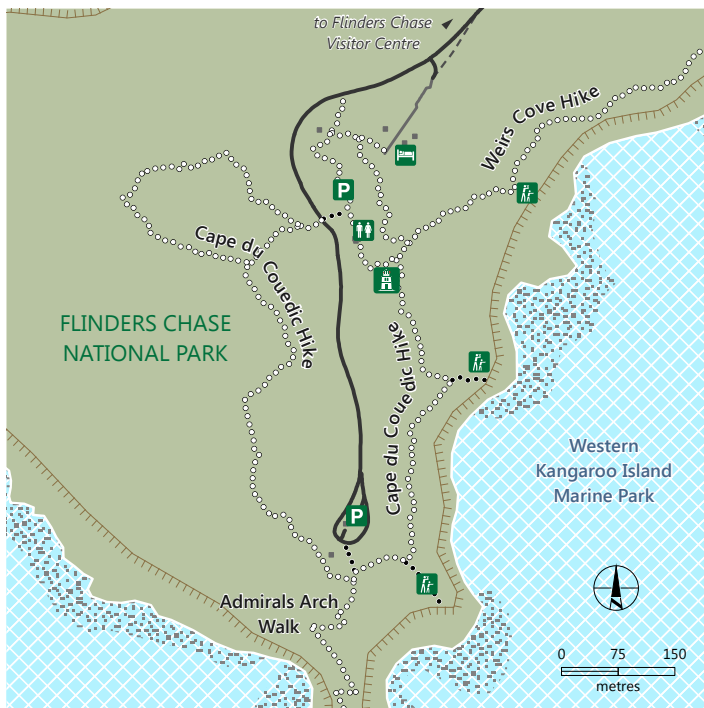 to Flinders Chase
Visitor Centre
Weirs Cove Hike
P
Cape du Couedic Hike
FLINDERS CHASE
NATIONAL PARK
Cape du Couedic Hike
Western
Kangaroo Island
Marine Park
P
Admirals Arch
Walk
0 75 150
metres